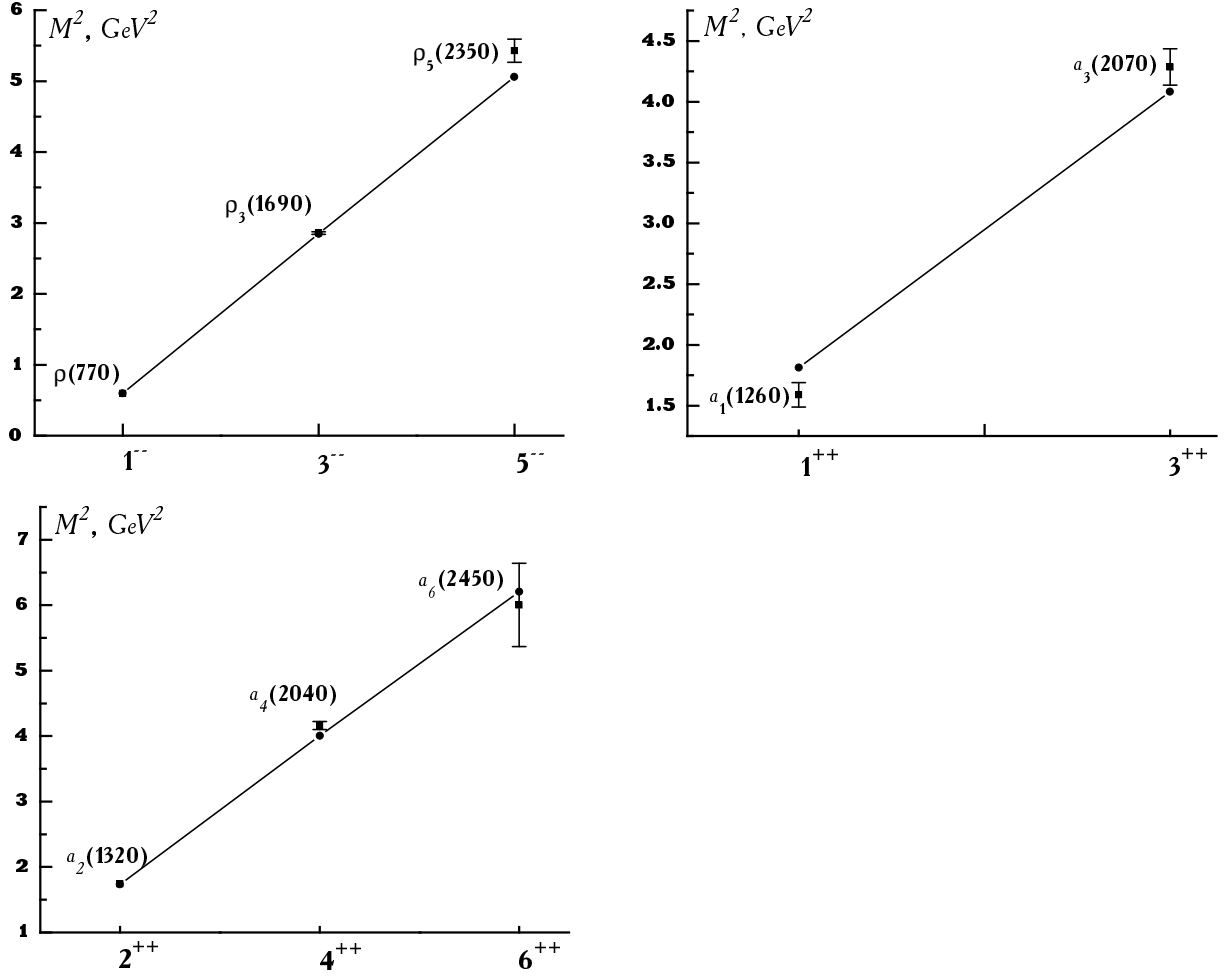 M², GeV²
6
5
4
3
2
1
0
ρ₅(2350)
ρ₃(1690)
ρ(770)
1⁻⁻ 3⁻⁻ 5⁻⁻
M², GeV²
4.5
4.0
3.5
3.0
2.5
2.0
1.5
a₃(2070)
a₁(1260)
1⁺⁺ 3⁺⁺
M², GeV²
7
6
5
4
3
2
1
a₆(2450)
a₄(2040)
a₂(1320)
2⁺⁺ 4⁺⁺ 6⁺⁺